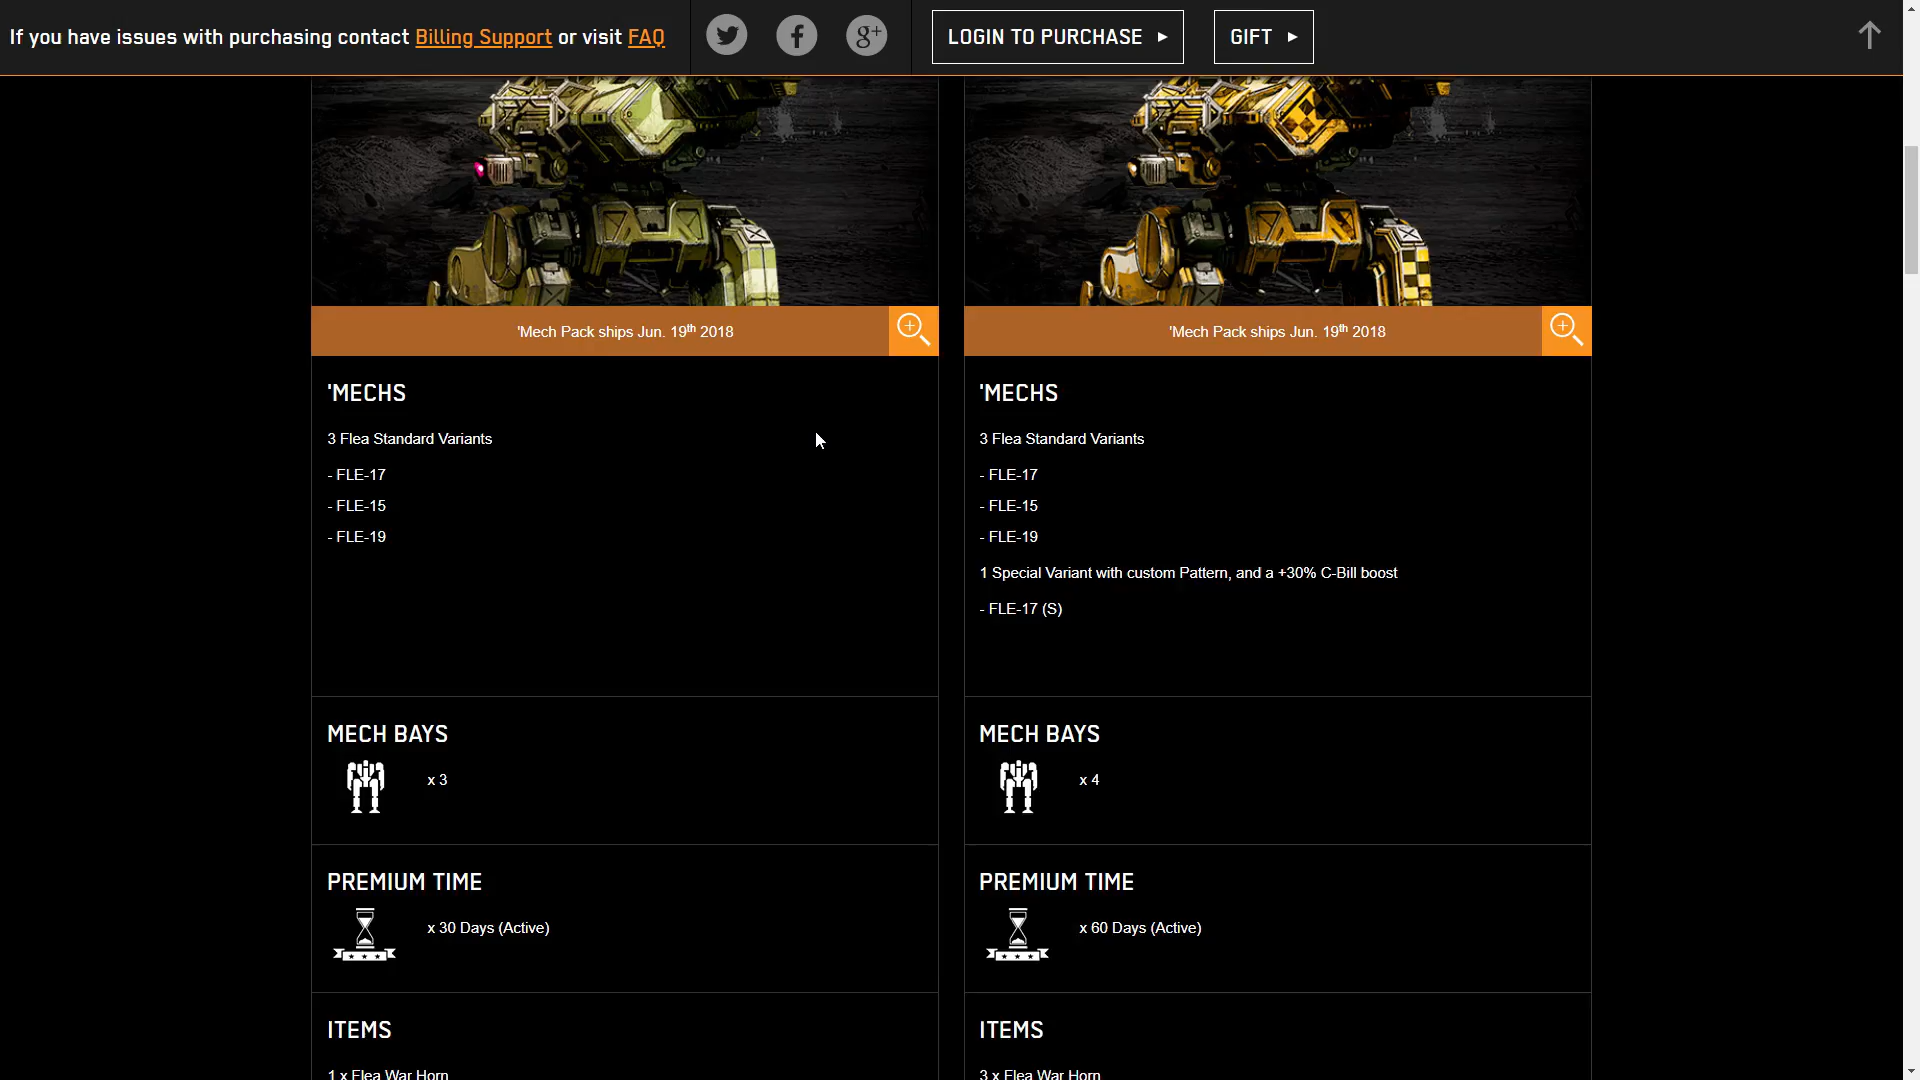 If you have issues with purchasing contact Billing Support or visit FAQ
LOGIN TO PURCHASE
GIFT
'Mech Pack ships Jun. 19th 2018
'MECHS
3 Flea Standard Variants
- FLE-17
- FLE-15
- FLE-19
MECH BAYS
x 3
PREMIUM TIME
x 30 Days (Active)
ITEMS
1 x Flea War Horn
'Mech Pack ships Jun. 19th 2018
'MECHS
3 Flea Standard Variants
- FLE-17
- FLE-15
- FLE-19
1 Special Variant with custom Pattern, and a +30% C-Bill boost
- FLE-17 (S)
MECH BAYS
x 4
PREMIUM TIME
x 60 Days (Active)
ITEMS
3 x Flea War Horn